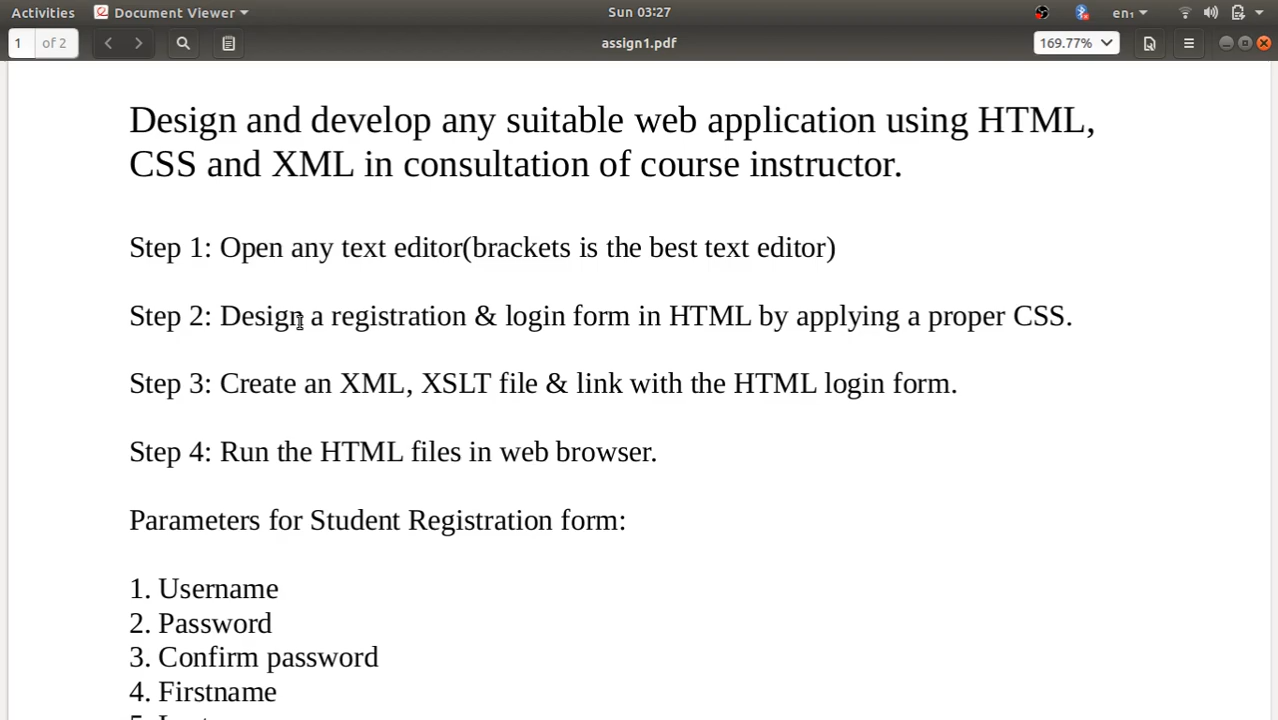 Activities Document Viewer Sun 03:27 en₁
1 of 2 assign1.pdf 169.77%
Design and develop any suitable web application using HTML,
CSS and XML in consultation of course instructor.
Step 1: Open any text editor(brackets is the best text editor)
Step 2: Design a registration & login form in HTML by applying a proper CSS.
Step 3: Create an XML, XSLT file & link with the HTML login form.
Step 4: Run the HTML files in web browser.
Parameters for Student Registration form:
1. Username
2. Password
3. Confirm password
4. Firstname